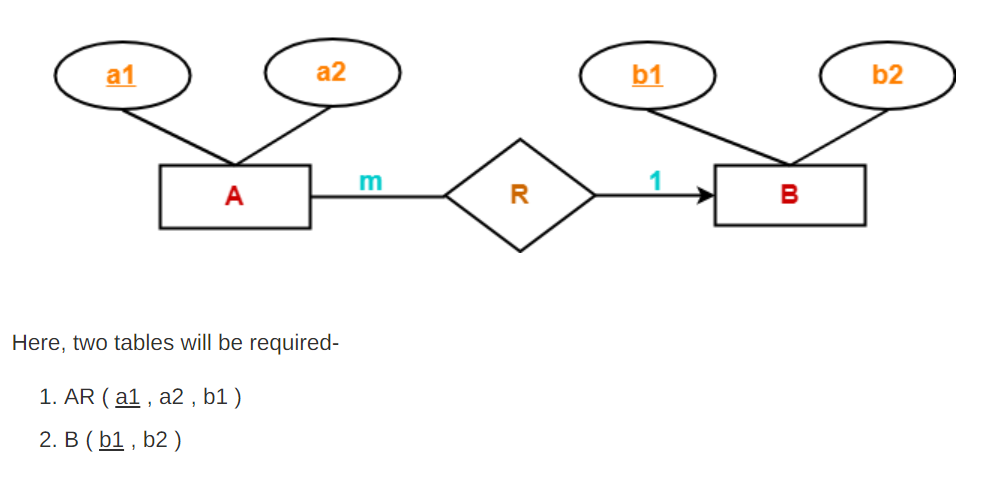 a1 a2 b1 b2
m 1
A R B
Here, two tables will be required-
1. AR ( a1 , a2 , b1 )
2. B ( b1 , b2 )